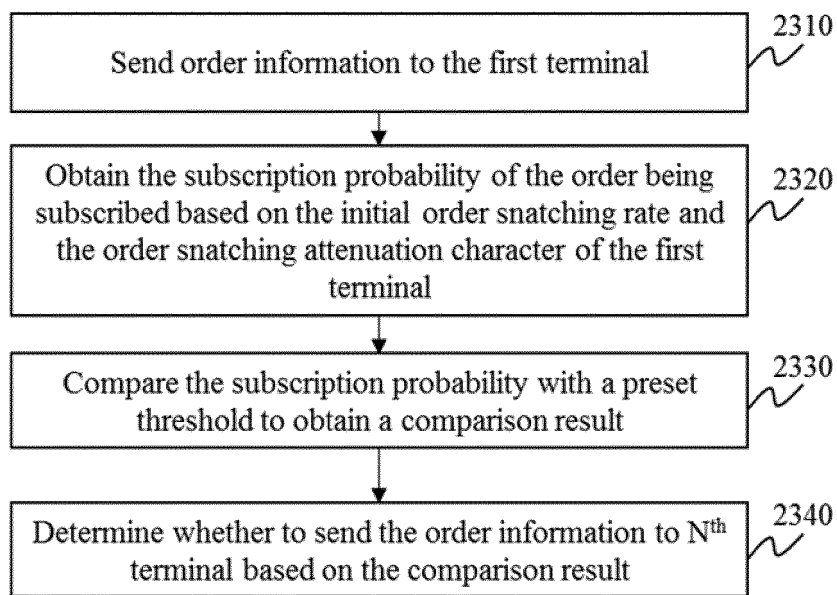 2310
Send order information to the first terminal
Obtain the subscription probability of the order being
subscribed based on the initial order snatching rate and
the order snatching attenuation character of the first
terminal
2320
Compare the subscription probability with a preset
threshold to obtain a comparison result
2330
Determine whether to send the order information to Nth
terminal based on the comparison result
2340